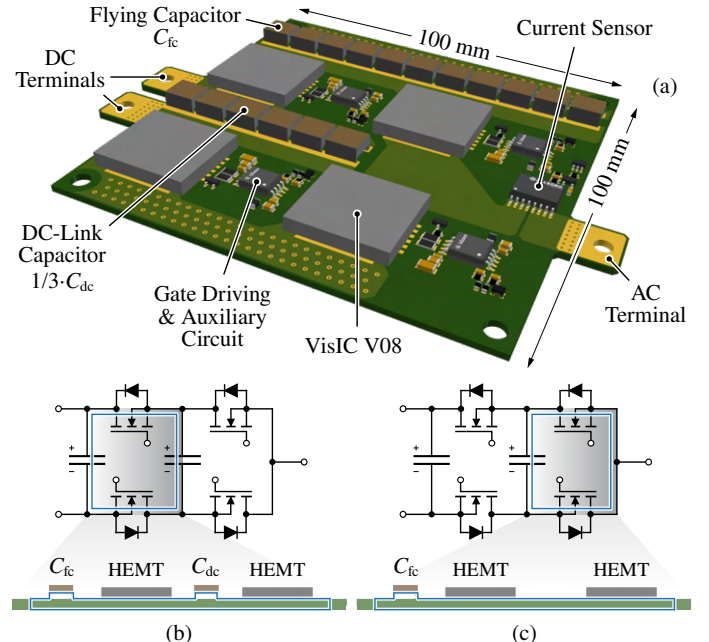 Flying Capacitor
C_fc
100 mm
Current Sensor
(a)
DC
Terminals
100 mm
DC-Link
Capacitor
1/3·C_dc
Gate Driving
& Auxiliary
Circuit
VisIC V08
AC
Terminal
+
−
+
−
+
−
+
−
C_fc
HEMT
C_dc
HEMT
C_fc
HEMT
HEMT
(b)
(c)